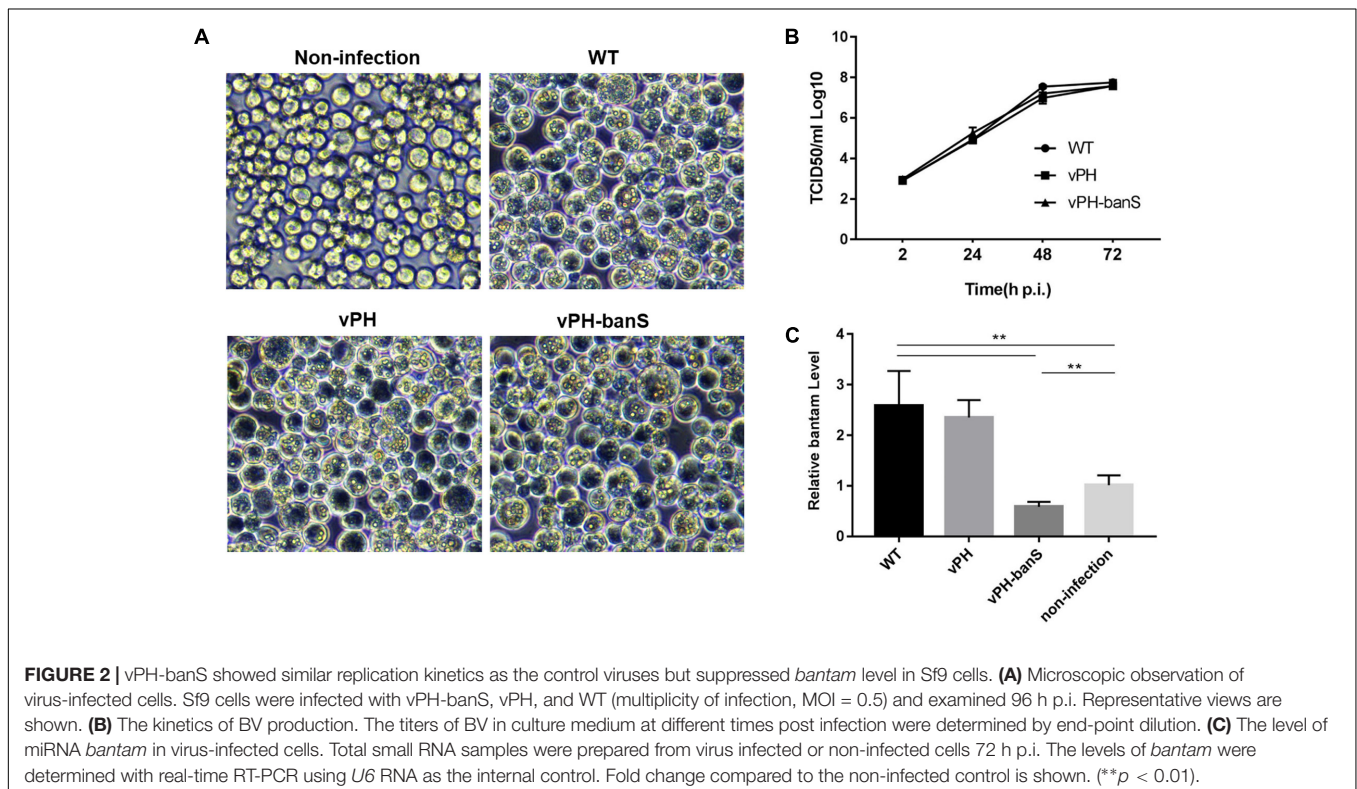 A
Non-infection
WT
vPH
vPH-banS
B
TCID50/ml Log10
10
8
6
4
2
0
WT
vPH
vPH-banS
2 24 48 72
Time(h p.i.)
C
Relative bantam Level
4
3
2
1
0
**
**
WT
vPH
vPH-banS
non-infection
FIGURE 2 | vPH-banS showed similar replication kinetics as the control viruses but suppressed bantam level in Sf9 cells. (A) Microscopic observation of
virus-infected cells. Sf9 cells were infected with vPH-banS, vPH, and WT (multiplicity of infection, MOI = 0.5) and examined 96 h p.i. Representative views are
shown. (B) The kinetics of BV production. The titers of BV in culture medium at different times post infection were determined by end-point dilution. (C) The level of
miRNA bantam in virus-infected cells. Total small RNA samples were prepared from virus infected or non-infected cells 72 h p.i. The levels of bantam were
determined with real-time RT-PCR using U6 RNA as the internal control. Fold change compared to the non-infected control is shown. (**p < 0.01).